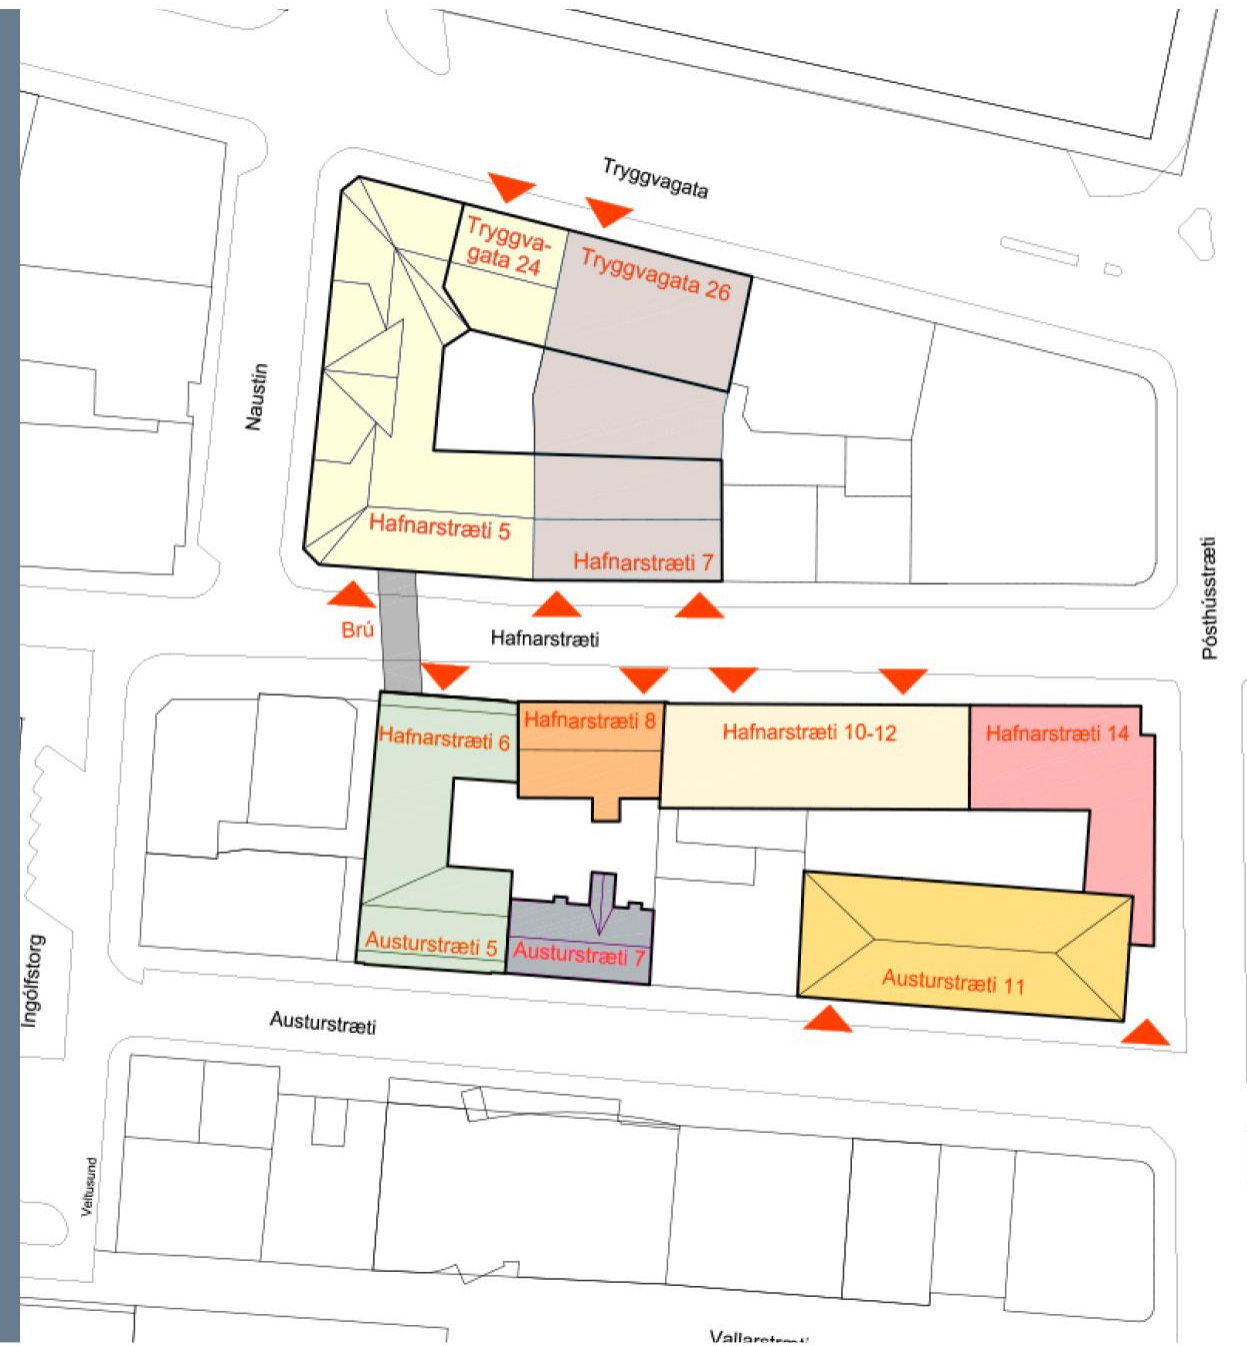 Tryggvagata
Tryggva-
gata 24
Tryggvagata 26
Naustin
Hafnarstræti 5
Hafnarstræti 7
Pósthússtræti
Brú
Hafnarstræti
Hafnarstræti 6
Hafnarstræti 8
Hafnarstræti 10-12
Hafnarstræti 14
Austurstræti 5
Austurstræti 7
Austurstræti 11
Ingólfstorg
Austurstræti
Veltusund
Vallarstræti